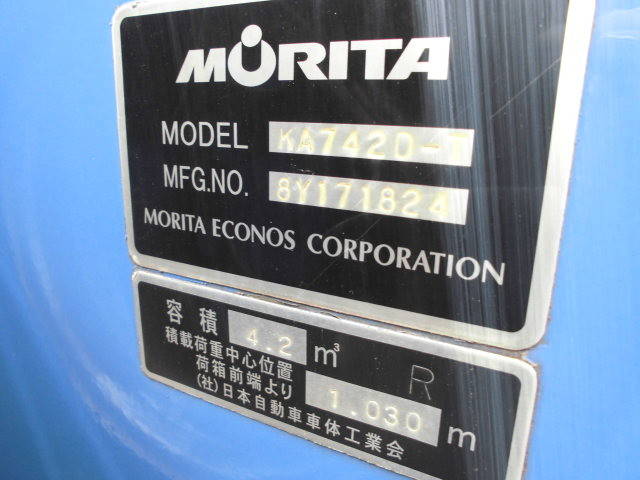 MORITA
MODEL KA7420-T
MFG.NO. 8Y171824
MORITA ECONOS CORPORATION
容積 4.2 m³ R
積載荷重中心位置
荷箱前端より 1.030 m
(社)日本自動車車体工業会